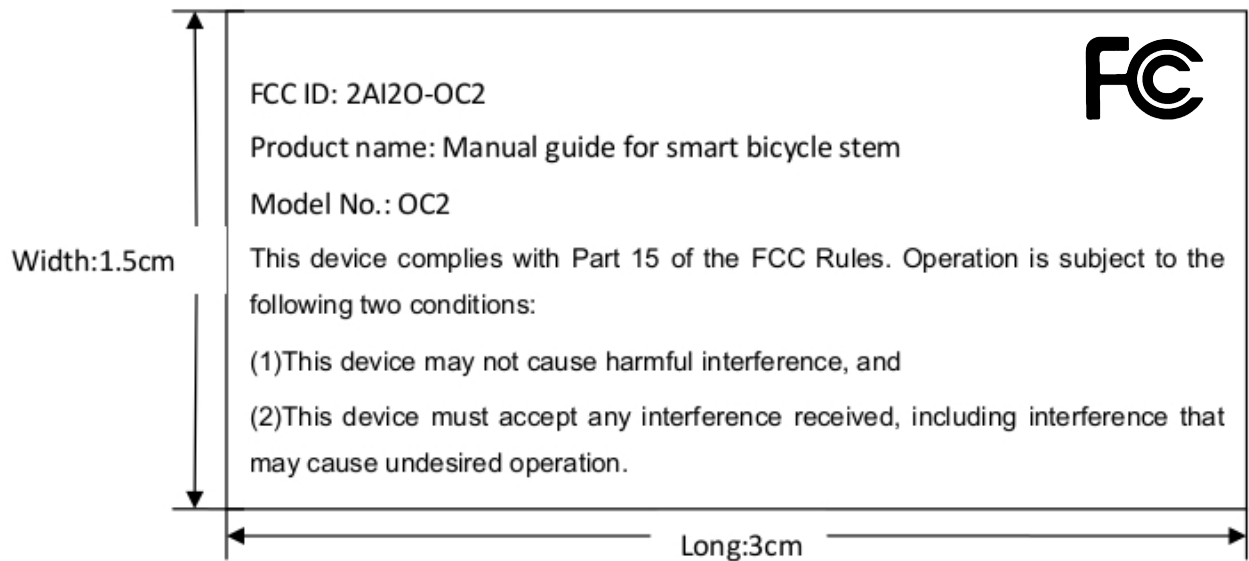 FC
FCC ID: 2AI2O-OC2
Product name: Manual guide for smart bicycle stem
Model No.: OC2
Width:1.5cm
This device complies with Part 15 of the FCC Rules. Operation is subject to the
following two conditions:
(1)This device may not cause harmful interference, and
(2)This device must accept any interference received, including interference that
may cause undesired operation.
Long:3cm